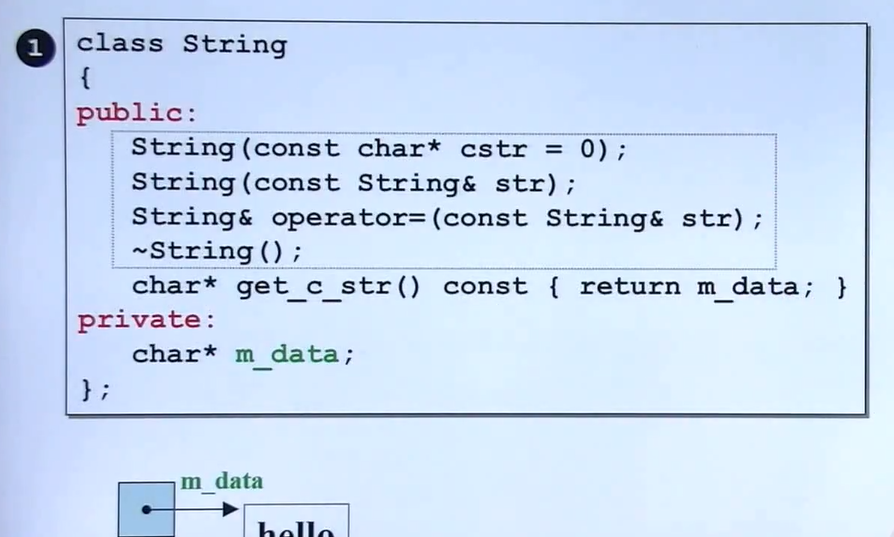 1
class String
{
public:
String(const char* cstr = 0);
String(const String& str);
String& operator=(const String& str);
~String();
char* get_c_str() const { return m_data; }
private:
char* m_data;
};
m_data
hello